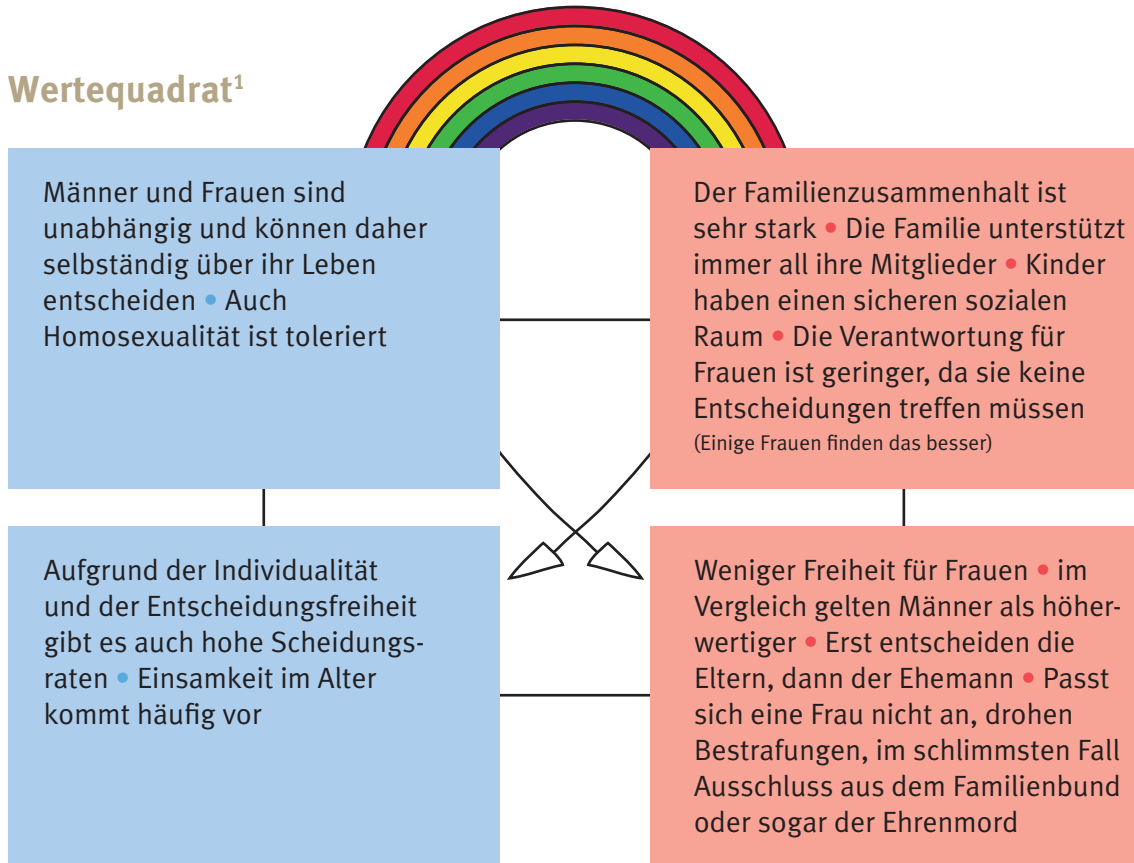 Wertequadrat¹
Männer und Frauen sind
unabhängig und können daher
selbständig über ihr Leben
entscheiden • Auch
Homosexualität ist toleriert
Der Familienzusammenhalt ist
sehr stark • Die Familie unterstützt
immer all ihre Mitglieder • Kinder
haben einen sicheren sozialen
Raum • Die Verantwortung für
Frauen ist geringer, da sie keine
Entscheidungen treffen müssen
(Einige Frauen finden das besser)
Aufgrund der Individualität
und der Entscheidungsfreiheit
gibt es auch hohe Scheidungs-
raten • Einsamkeit im Alter
kommt häufig vor
Weniger Freiheit für Frauen • im
Vergleich gelten Männer als höher-
wertiger • Erst entscheiden die
Eltern, dann der Ehemann • Passt
sich eine Frau nicht an, drohen
Bestrafungen, im schlimmsten Fall
Ausschluss aus dem Familienbund
oder sogar der Ehrenmord